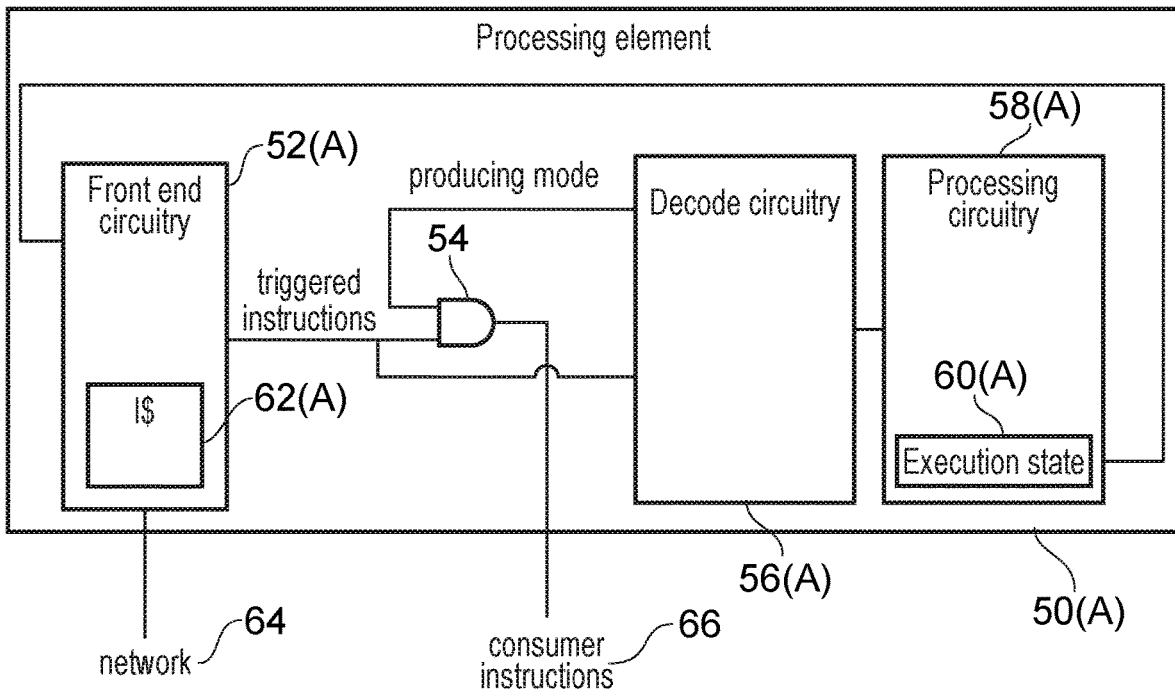 Processing element
52(A)
58(A)
Front end
circuitry
producing mode
Decode circuitry
Processing
circuitry
54
triggered
instructions
I$
62(A)
60(A)
Execution state
56(A)
50(A)
network
64
consumer
instructions
66